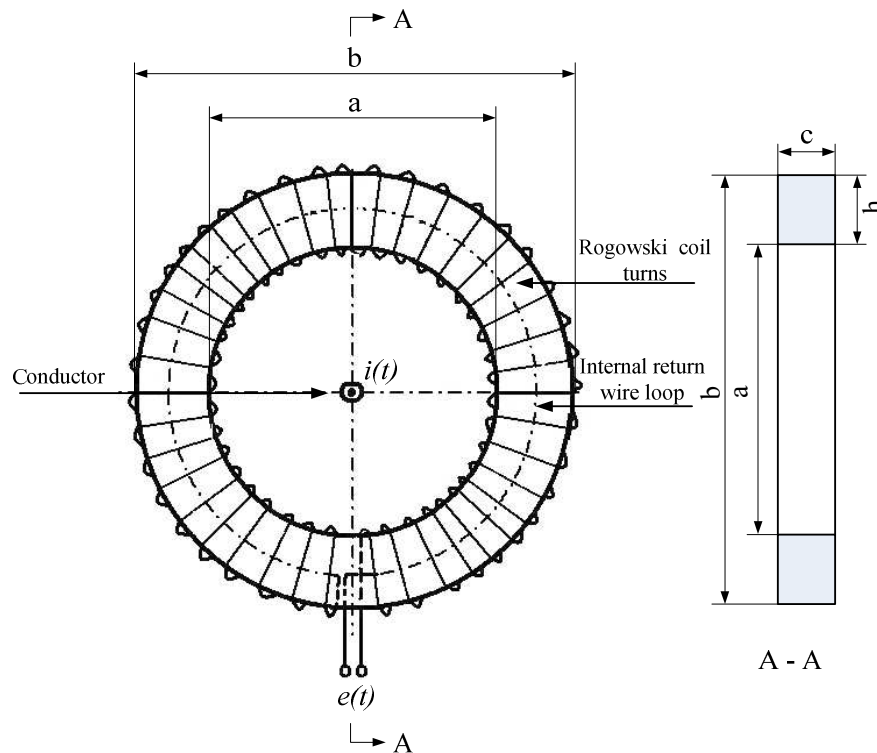 A
b
a
c
h
Rogowski coil
turns
Conductor
i(t)
Internal return
wire loop
b
a
A - A
e(t)
A